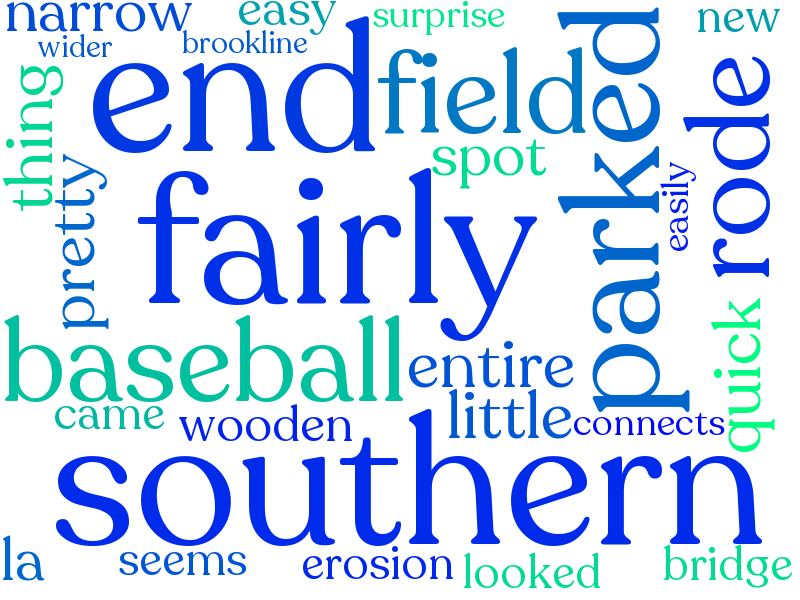 narrow
easy
surprise
new
wider
brookline
end
field
parked
rode
thing
spot
pretty
easily
fairly
baseball
entire
quick
came
wooden
little
connects
southern
la
seems
erosion
looked
bridge